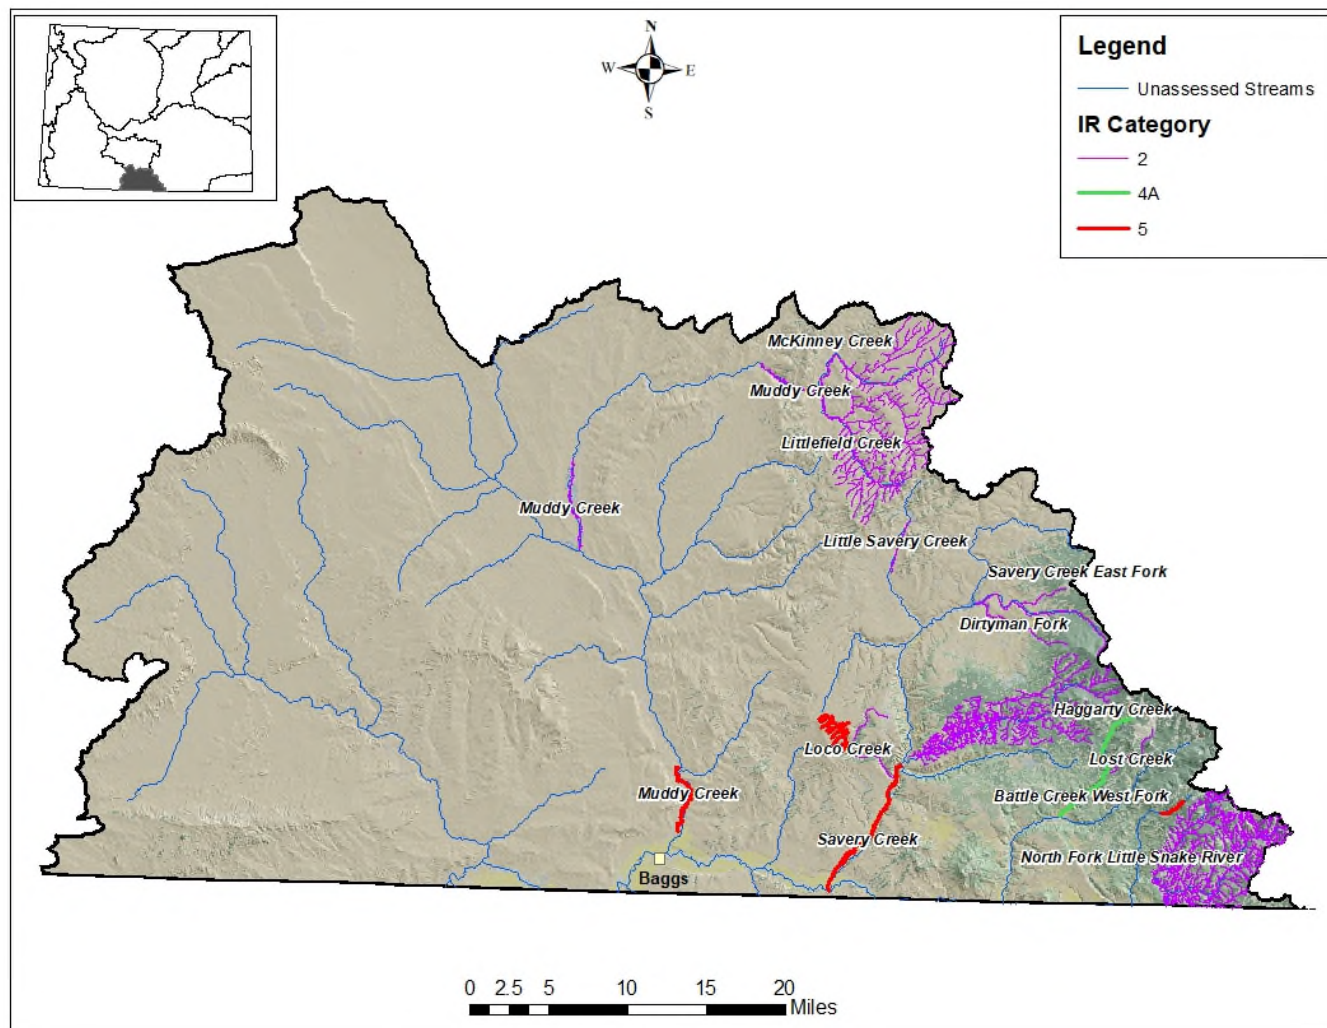 N
W E
S
Legend
Unassessed Streams
IR Category
2
4A
5
McKinney Creek
Muddy Creek
Littlefield Creek
Muddy Creek
Little Savery Creek
Savery Creek East Fork
Dirtyman Fork
Haggarty Creek
Loco Creek
Lost Creek
Muddy Creek
Battle Creek West Fork
Savery Creek
North Fork Little Snake River
Baggs
0 2.5 5 10 15 20
Miles